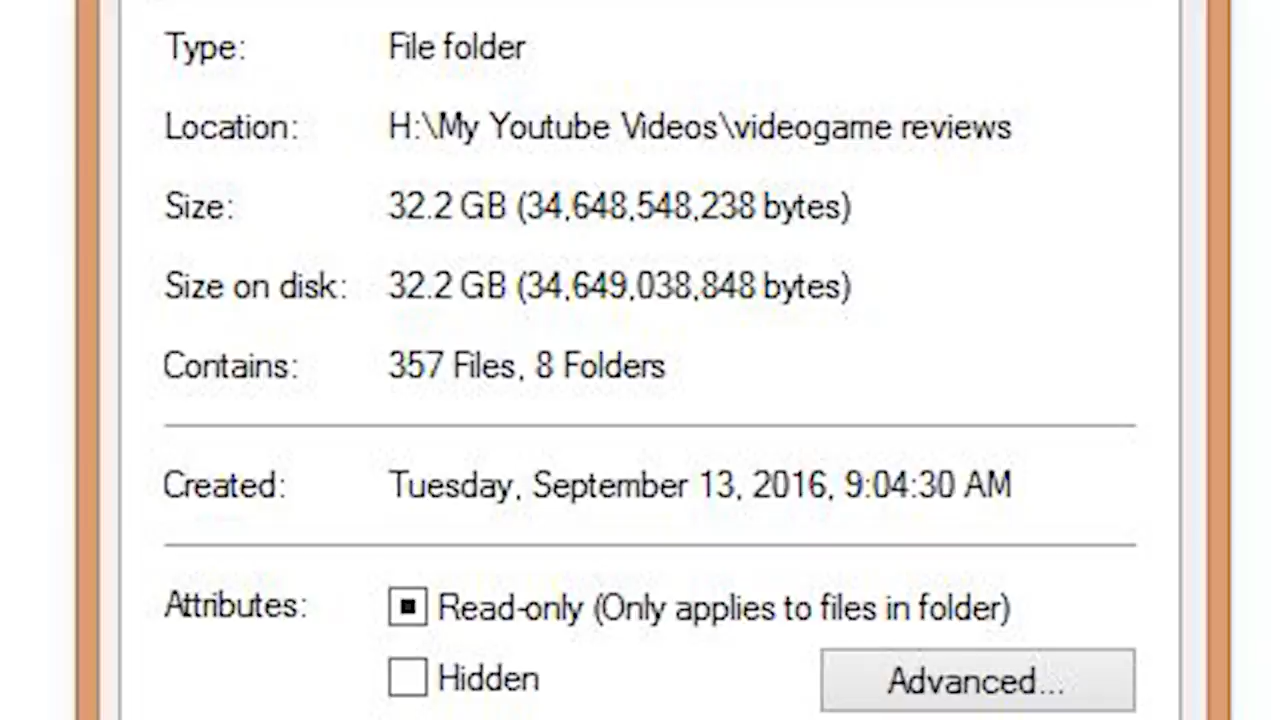 Type: File folder
Location: H:\My Youtube Videos\videogame reviews
Size: 32.2 GB (34,648,548,238 bytes)
Size on disk: 32.2 GB (34,649,038,848 bytes)
Contains: 357 Files, 8 Folders
Created: Tuesday, September 13, 2016, 9:04:30 AM
Attributes: Read-only (Only applies to files in folder)
Hidden Advanced...